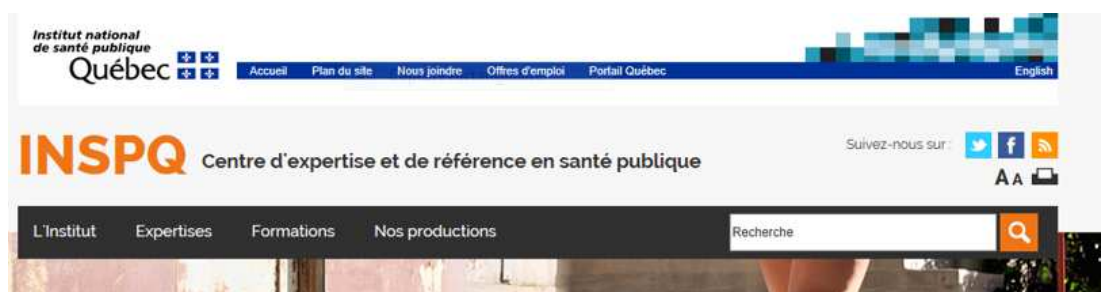 Institut national
de santé publique
Québec
Accueil Plan du site Nous joindre Offres d'emploi Portail Québec English
INSPQ Centre d'expertise et de référence en santé publique
Suivez-nous sur :
A A
L'Institut Expertises Formations Nos productions Recherche